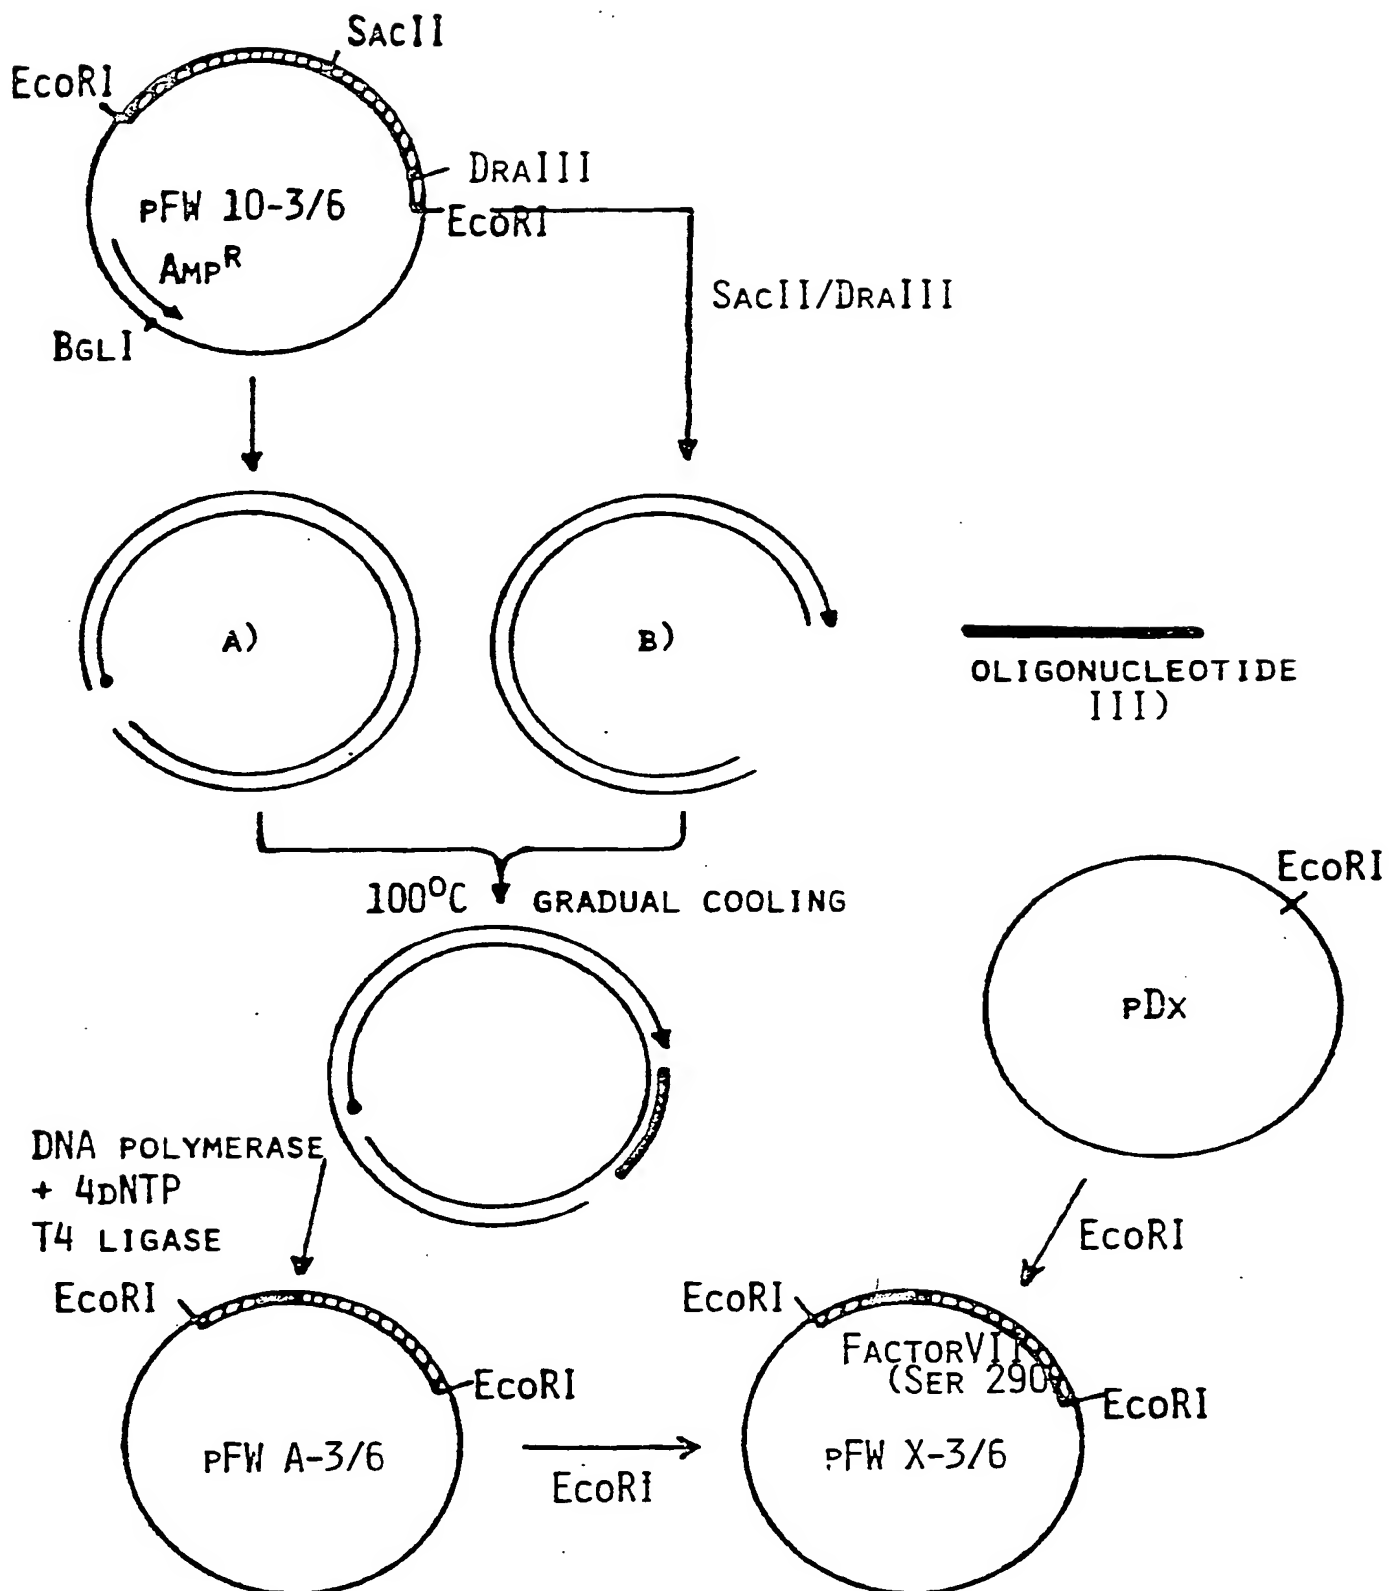 SacII
EcoRI
DraIII
pFW 10-3/6
EcoRI
AmpR
SacII/DraIII
BglI
A)
B)
OLIGONUCLEOTIDE
III)
EcoRI
100°C GRADUAL COOLING
pDx
DNA POLYMERASE
+ 4dNTP
T4 LIGASE
EcoRI
EcoRI
EcoRI
FactorVII
(Ser 290
EcoRI
EcoRI
pFW A-3/6
pFW X-3/6
EcoRI